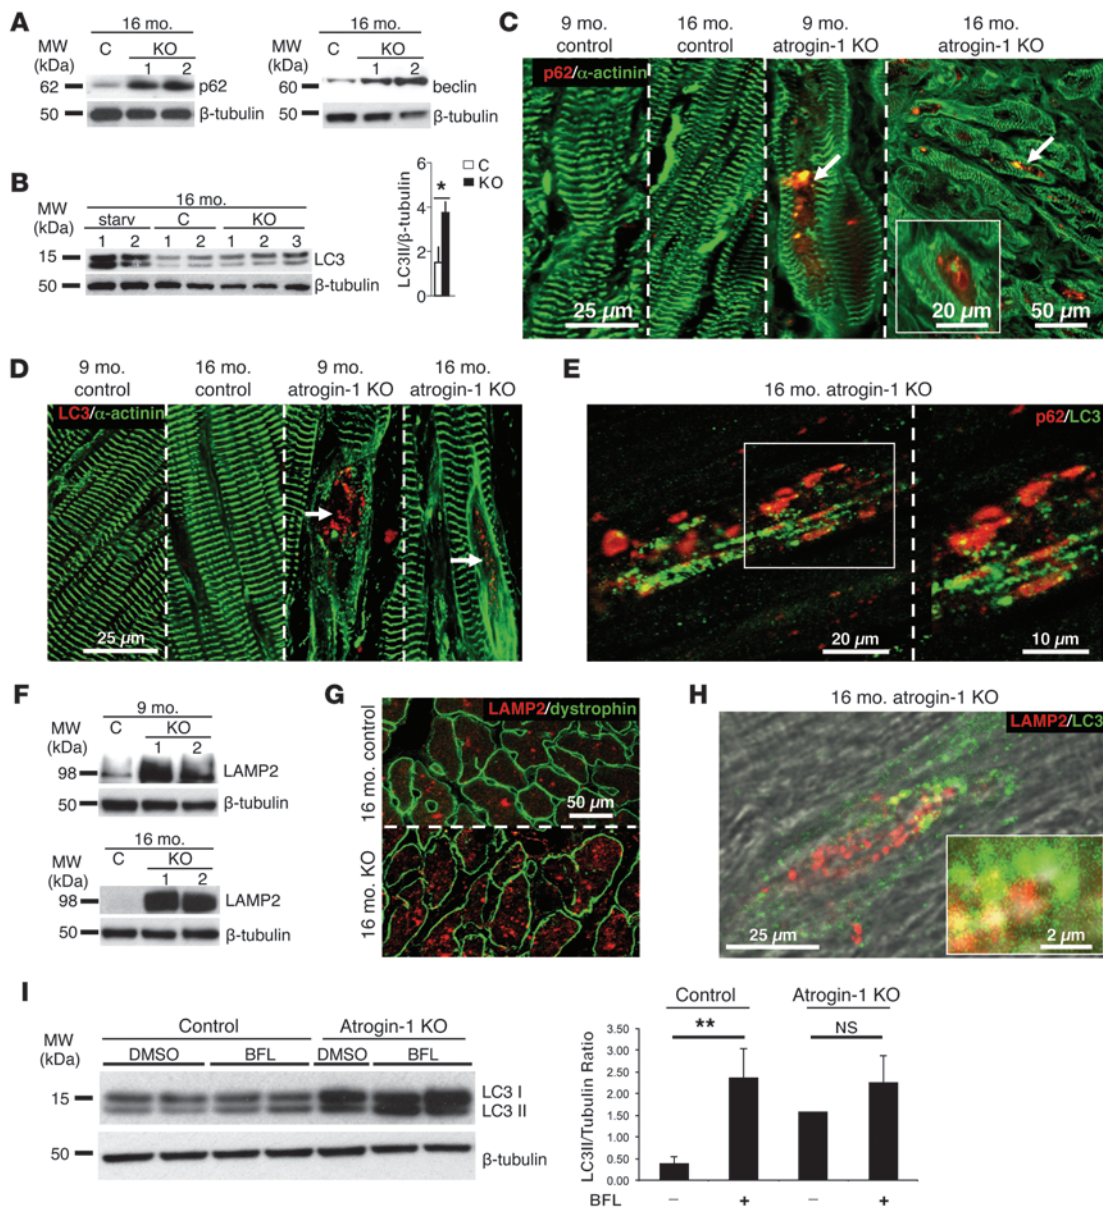 A
16 mo.
C KO
1 2
MW
(kDa)
62
p62
50
β-tubulin
16 mo.
C KO
1 2
MW
(kDa)
60
beclin
50
β-tubulin
B
16 mo.
starv C KO
MW
(kDa)
1 2 1 2 1 2 3
15
LC3
50
β-tubulin
C
KO
*
LC3II/β-tubulin
6
4
2
0
C
9 mo.
control
16 mo.
control
9 mo.
atrogin-1 KO
16 mo.
atrogin-1 KO
p62/α-actinin
25 µm
20 µm
50 µm
D
9 mo.
control
16 mo.
control
9 mo.
atrogin-1 KO
16 mo.
atrogin-1 KO
LC3/α-actinin
25 µm
E
16 mo. atrogin-1 KO
p62/LC3
20 µm
10 µm
F
9 mo.
C KO
1 2
MW
(kDa)
98
LAMP2
50
β-tubulin
16 mo.
C KO
1 2
MW
(kDa)
98
LAMP2
50
β-tubulin
G
LAMP2/dystrophin
16 mo. control
50 µm
16 mo. KO
H
16 mo. atrogin-1 KO
LAMP2/LC3
25 µm
2 µm
I
Control Atrogin-1 KO
DMSO BFL DMSO BFL
MW
(kDa)
15
LC3 I
LC3 II
50
β-tubulin
Control Atrogin-1 KO
** NS
LC3II/Tubulin Ratio
3.50
3.00
2.50
2.00
1.50
1.00
0.50
0.00
BFL – + – +